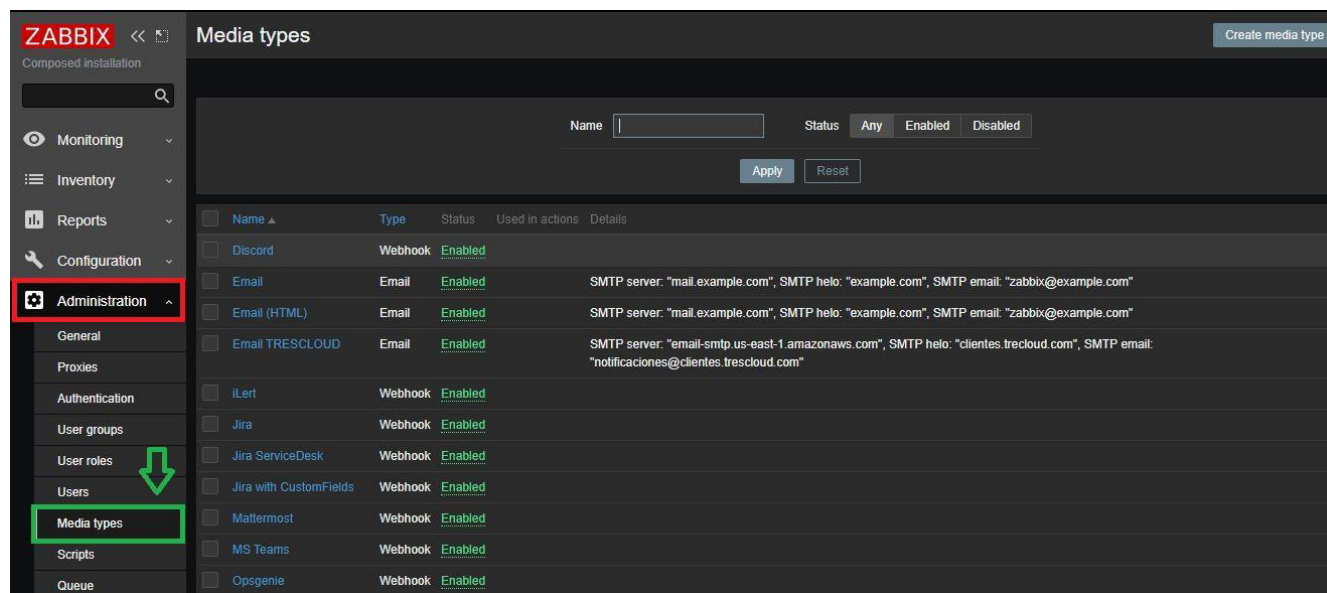 ZABBIX
Composed installation
Monitoring
Inventory
Reports
Configuration
Administration
General
Proxies
Authentication
User groups
User roles
Users
Media types
Scripts
Queue
Media types
Create media type
Name
Status Any Enabled Disabled
Apply Reset
Name Type Status Used in actions Details
Discord Webhook Enabled
Email Email Enabled SMTP server: "mail.example.com", SMTP helo: "example.com", SMTP email: "zabbix@example.com"
Email (HTML) Email Enabled SMTP server: "mail.example.com", SMTP helo: "example.com", SMTP email: "zabbix@example.com"
Email TRESCLOUD Email Enabled SMTP server: "email-smtp.us-east-1.amazonaws.com", SMTP helo: "clientes.trecloud.com", SMTP email:
"notificaciones@clientes.trescloud.com"
iLert Webhook Enabled
Jira Webhook Enabled
Jira ServiceDesk Webhook Enabled
Jira with CustomFields Webhook Enabled
Mattermost Webhook Enabled
MS Teams Webhook Enabled
Opsgenie Webhook Enabled